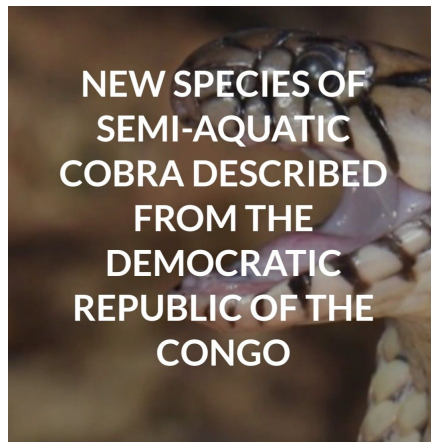 NEW SPECIES OF
SEMI-AQUATIC
COBRA DESCRIBED
FROM THE
DEMOCRATIC
REPUBLIC OF THE
CONGO